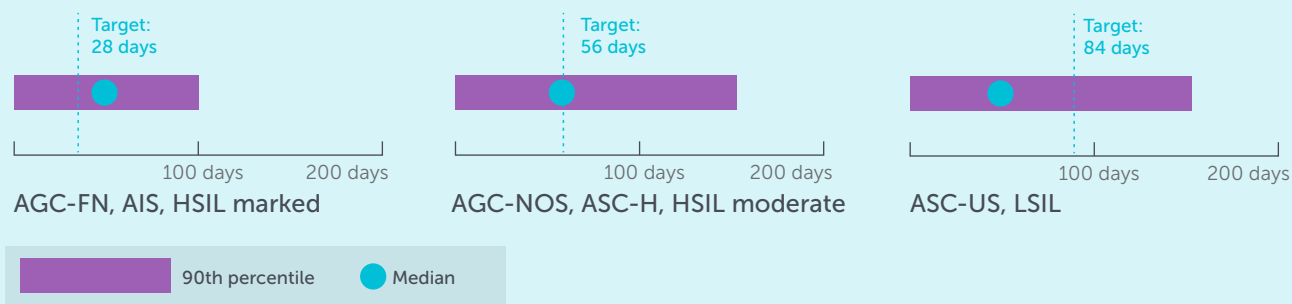 Target:
28 days
100 days
200 days
AGC-FN, AIS, HSIL marked
Target:
56 days
100 days
200 days
AGC-NOS, ASC-H, HSIL moderate
Target:
84 days
100 days
200 days
ASC-US, LSIL
90th percentile
Median